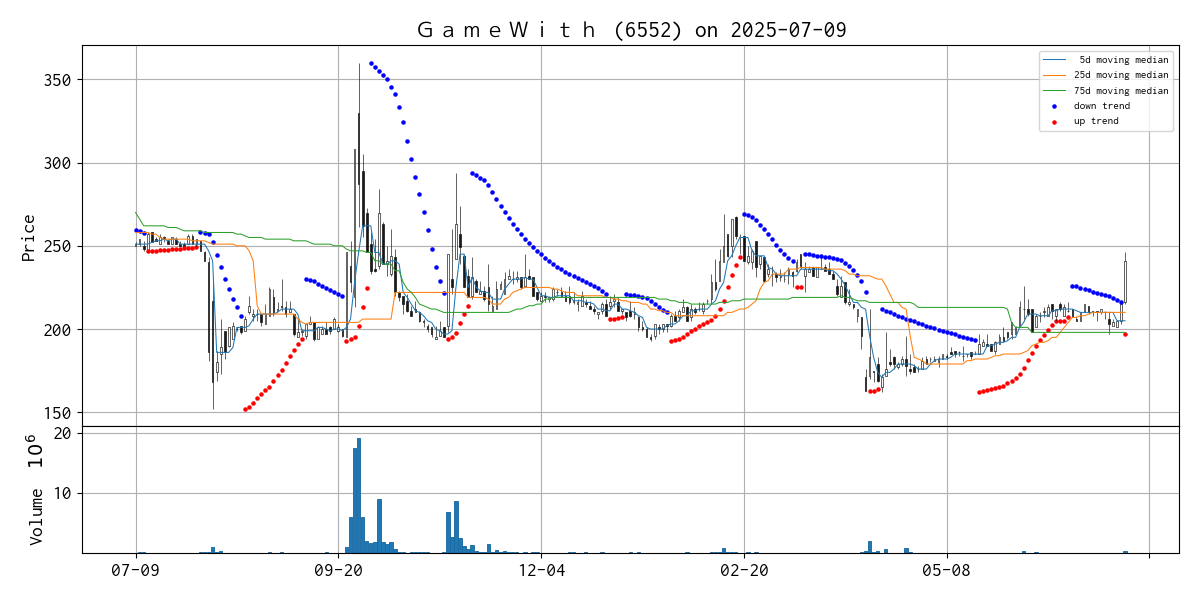 ＧａｍｅＷｉｔｈ (6552) on 2025-07-09
5d moving median
25d moving median
75d moving median
down trend
up trend
Price
350
300
250
200
150
Volume 10⁶
20
10
07-09 09-20 12-04 02-20 05-08